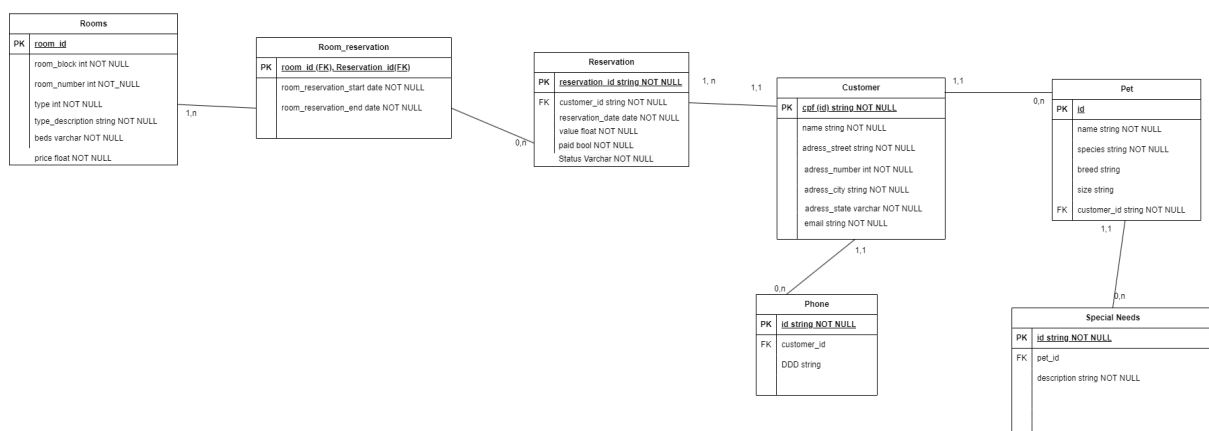 Rooms
PK room_id
room_block int NOT NULL
room_number int NOT_NULL
type int NOT NULL
type_description string NOT NULL
beds varchar NOT NULL
price float NOT NULL
1,n
Room_reservation
PK room_id (FK), Reservation_id(FK)
room_reservation_start date NOT NULL
room_reservation_end date NOT NULL
0,n
Reservation
PK reservation_id string NOT NULL
FK customer_id string NOT NULL
reservation_date date NOT NULL
value float NOT NULL
paid bool NOT NULL
Status Varchar NOT NULL
1, n
1,1
Customer
PK cpf (id) string NOT NULL
name string NOT NULL
adress_street string NOT NULL
adress_number int NOT NULL
adress_city string NOT NULL
adress_state varchar NOT NULL
email string NOT NULL
1,1
0,n
Pet
PK id
name string NOT NULL
species string NOT NULL
breed string
size string
FK customer_id string NOT NULL
1,1
0,n
1,1
0,n
Phone
PK id string NOT NULL
FK customer_id
DDD string
Special Needs
PK id string NOT NULL
FK pet_id
description string NOT NULL